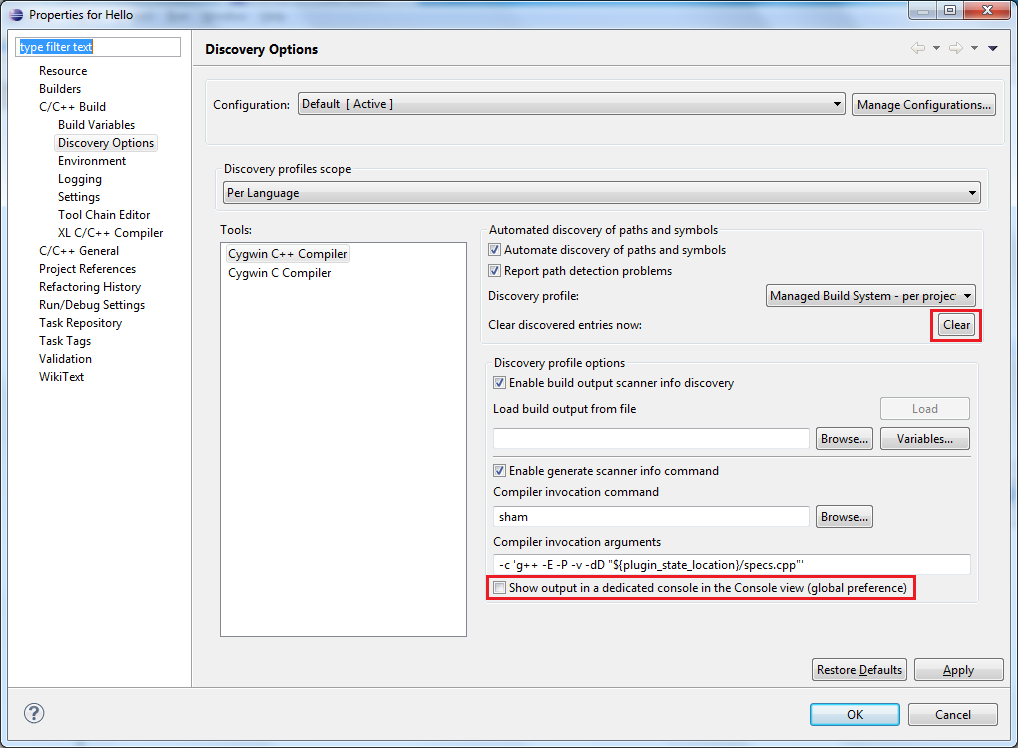 Properties for Hello
type filter text
Resource
Builders
C/C++ Build
Build Variables
Discovery Options
Environment
Logging
Settings
Tool Chain Editor
XL C/C++ Compiler
C/C++ General
Project References
Refactoring History
Run/Debug Settings
Task Repository
Task Tags
Validation
WikiText
Discovery Options
Configuration: Default [ Active ] Manage Configurations...
Discovery profiles scope
Per Language
Tools:
Cygwin C++ Compiler
Cygwin C Compiler
Automated discovery of paths and symbols
Automate discovery of paths and symbols
Report path detection problems
Discovery profile: Managed Build System - per projec
Clear discovered entries now: Clear
Discovery profile options
Enable build output scanner info discovery
Load build output from file Load
Browse... Variables...
Enable generate scanner info command
Compiler invocation command
sham Browse...
Compiler invocation arguments
-c 'g++ -E -P -v -dD "${plugin_state_location}/specs.cpp"'
Show output in a dedicated console in the Console view (global preference)
Restore Defaults Apply
? OK Cancel